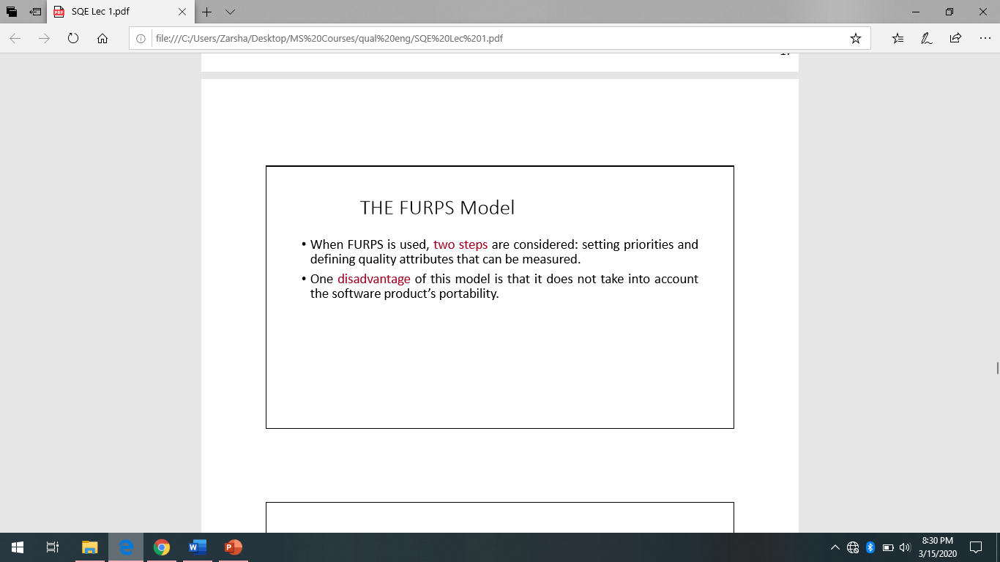 SQE Lec 1.pdf
file:///C:/Users/Zarsha/Desktop/MS%20Courses/qual%20eng/SQE%20Lec%201.pdf
THE FURPS Model
• When FURPS is used, two steps are considered: setting priorities and
defining quality attributes that can be measured.
• One disadvantage of this model is that it does not take into account
the software product’s portability.
8:30 PM
3/15/2020